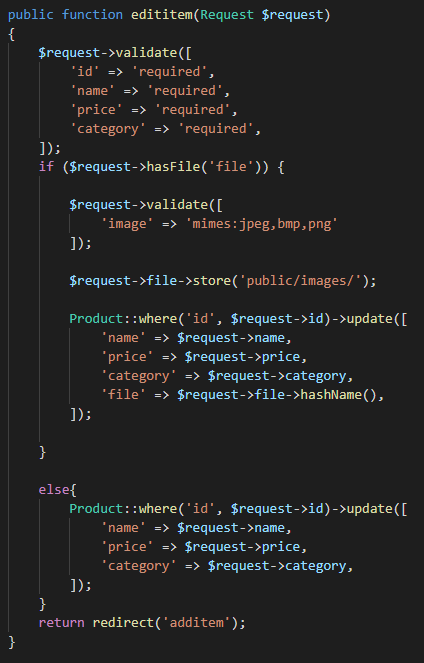 public function edititem(Request $request)
{
    $request->validate([
        'id' => 'required',
        'name' => 'required',
        'price' => 'required',
        'category' => 'required',
    ]);
    if ($request->hasFile('file')) {
        $request->validate([
            'image' => 'mimes:jpeg,bmp,png'
        ]);
        $request->file->store('public/images/');
        Product::where('id', $request->id)->update([
            'name' => $request->name,
            'price' => $request->price,
            'category' => $request->category,
            'file' => $request->file->hashName(),
        ]);
    }
    else{
        Product::where('id', $request->id)->update([
            'name' => $request->name,
            'price' => $request->price,
            'category' => $request->category,
        ]);
    }
    return redirect('additem');
}